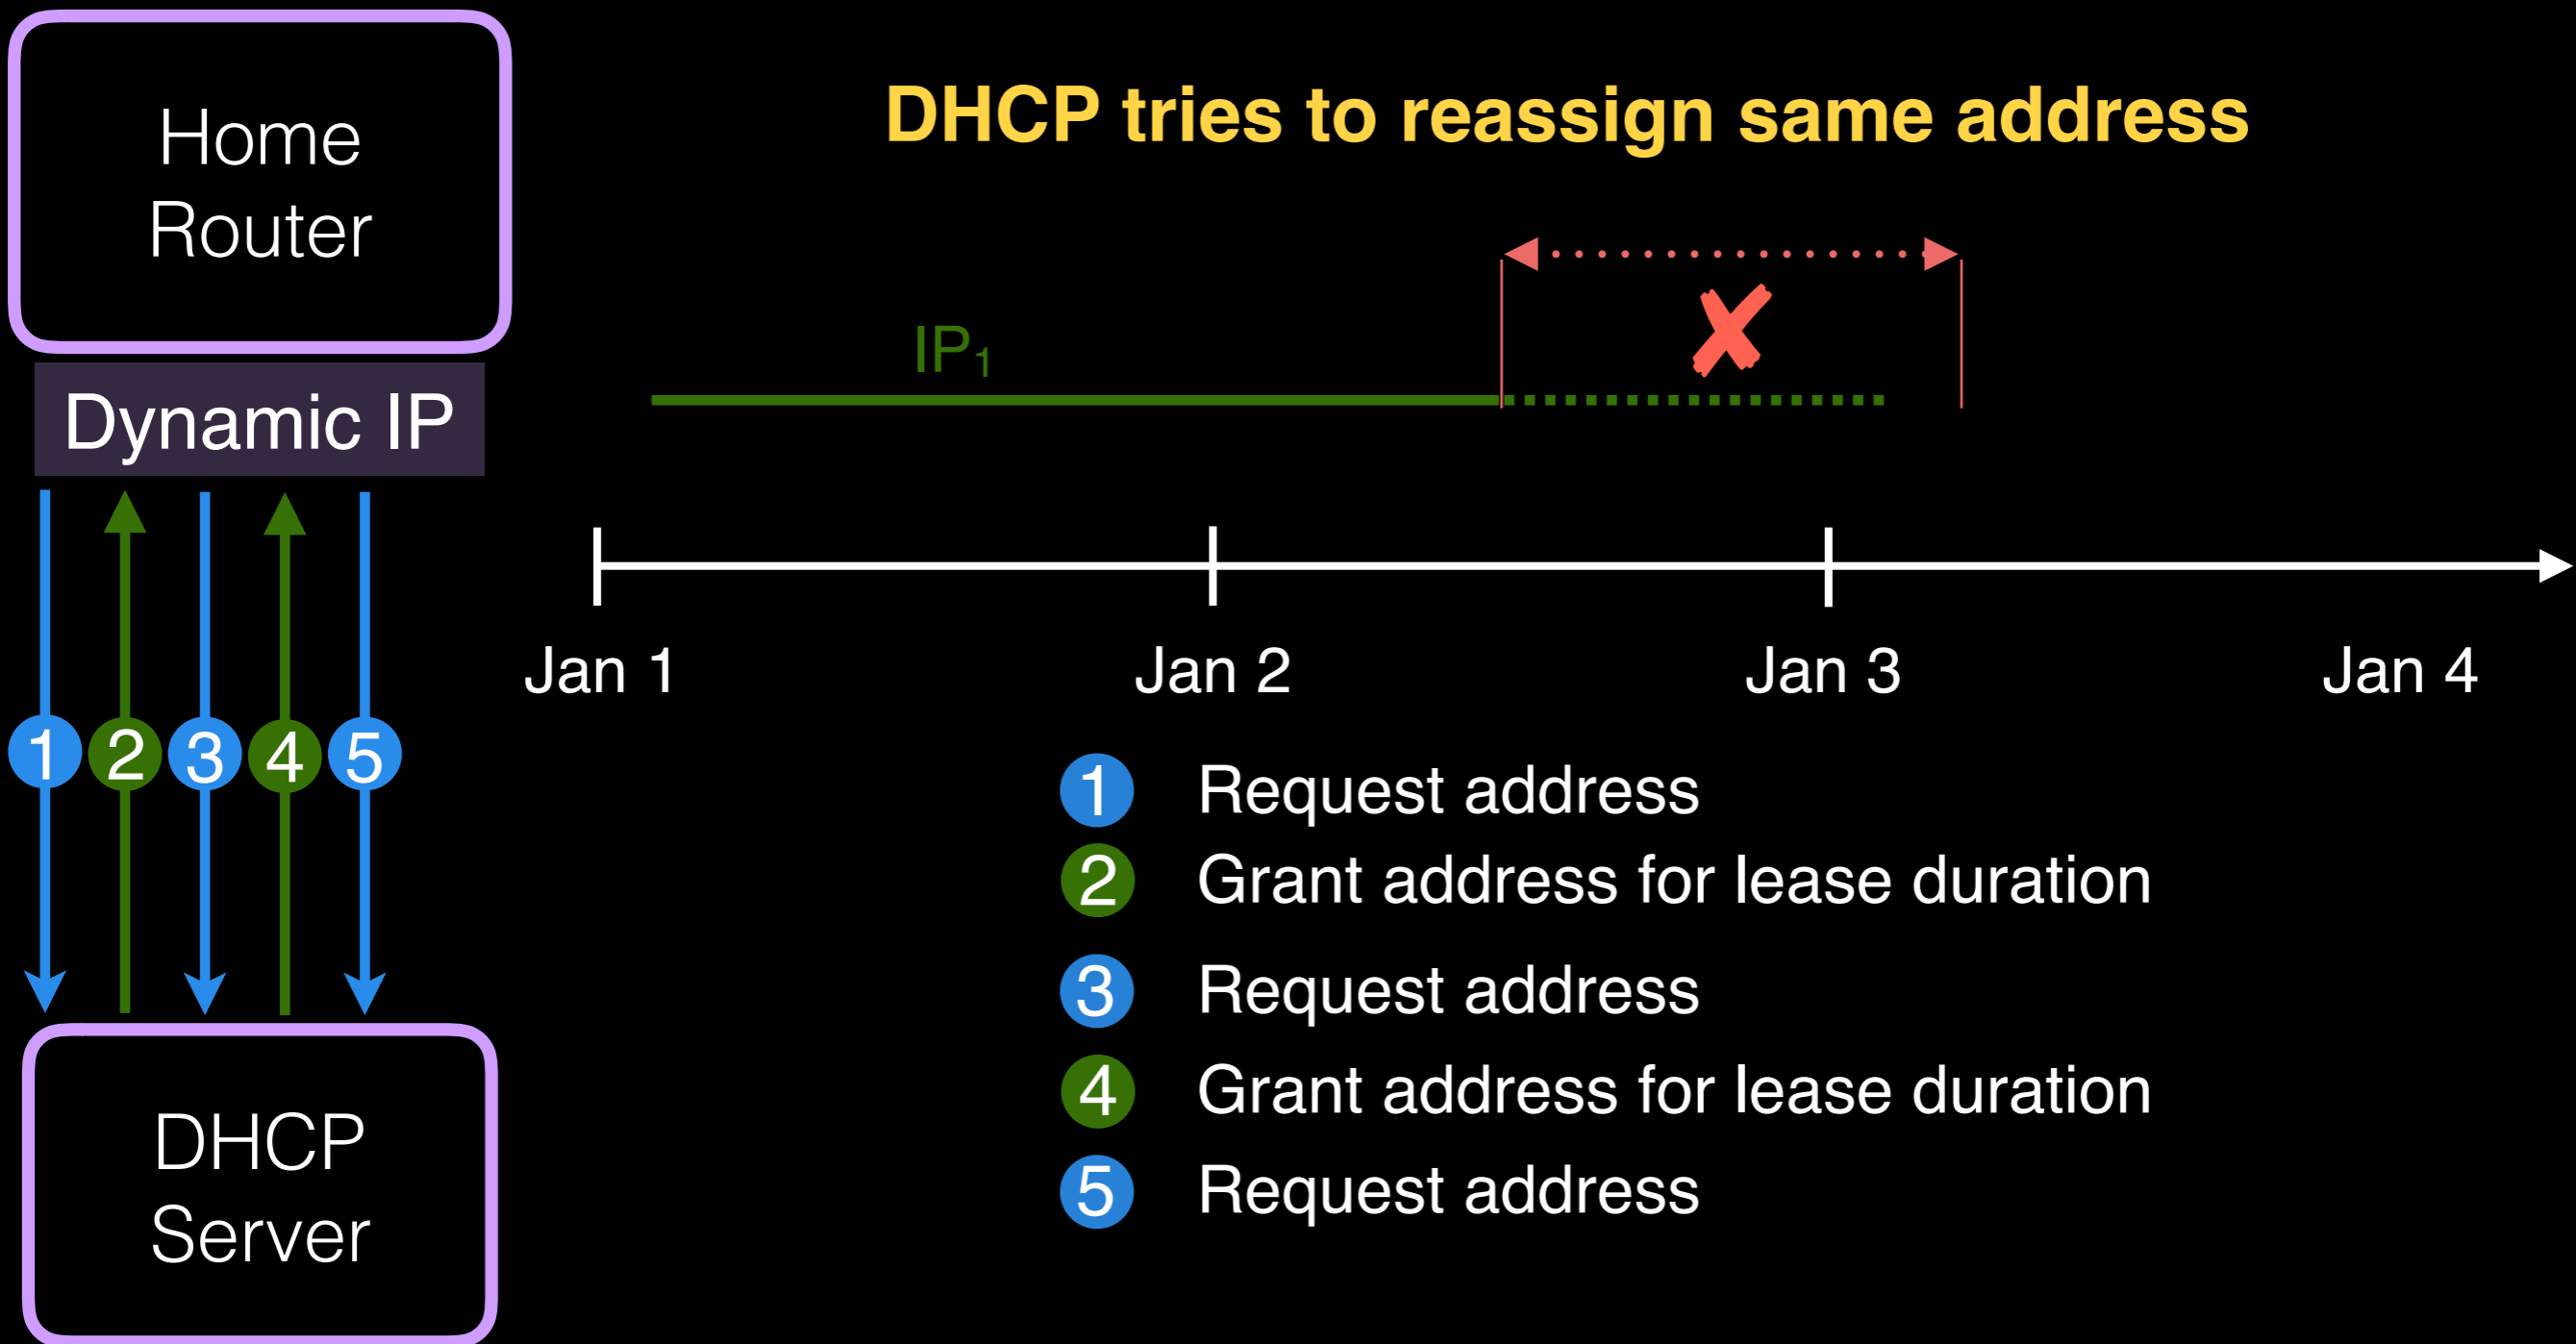 Home
Router
DHCP tries to reassign same address
IP₁
✘
Dynamic IP
Jan 1
Jan 2
Jan 3
Jan 4
1
2
3
4
5
1 Request address
2 Grant address for lease duration
3 Request address
4 Grant address for lease duration
5 Request address
DHCP
Server